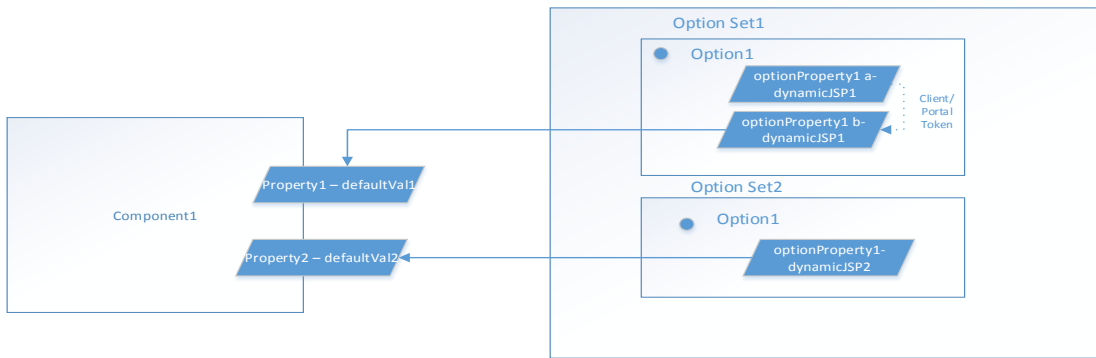 Option Set1
Option1
optionProperty1 a-
dynamicJSP1
Client/
Portal
Token
optionProperty1 b-
dynamicJSP1
Property1 – defaultVal1
Option Set2
Component1
Option1
Property2 – defaultVal2
optionProperty1-
dynamicJSP2